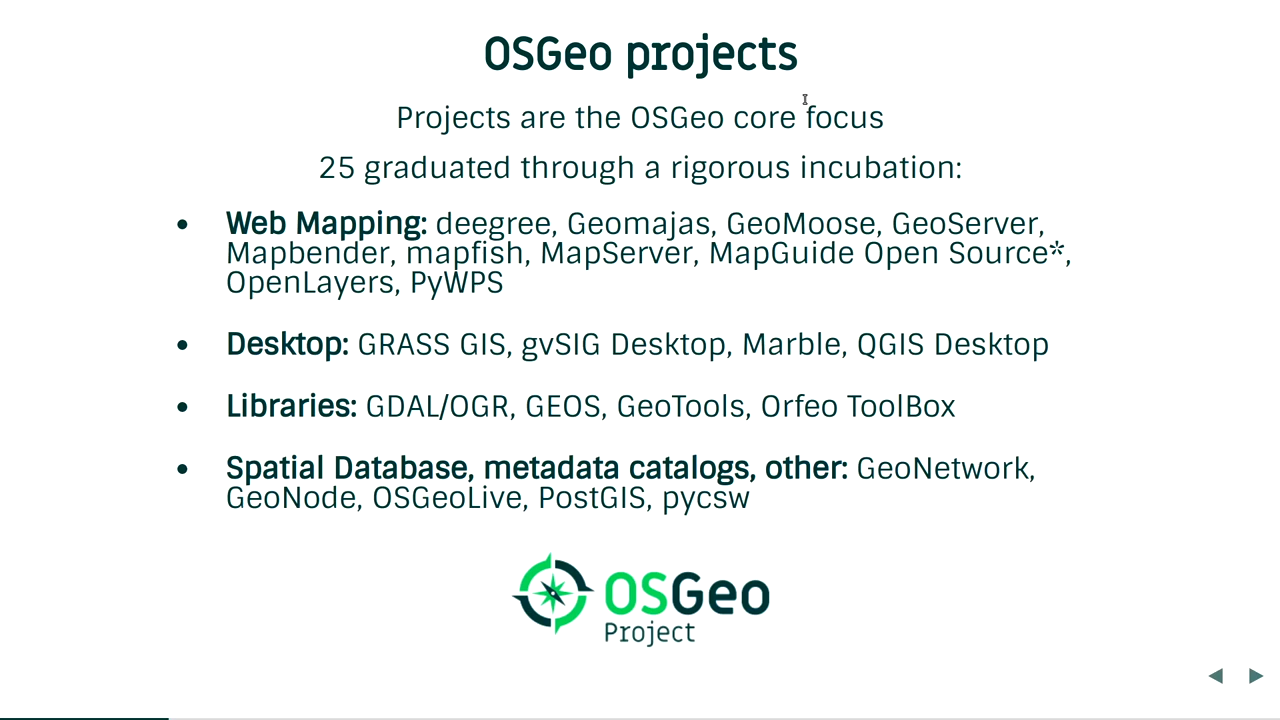 OSGeo projects
Projects are the OSGeo core focus
25 graduated through a rigorous incubation:
• Web Mapping: deegree, Geomajas, GeoMoose, GeoServer,
Mapbender, mapfish, MapServer, MapGuide Open Source*,
OpenLayers, PyWPS
• Desktop: GRASS GIS, gvSIG Desktop, Marble, QGIS Desktop
• Libraries: GDAL/OGR, GEOS, GeoTools, Orfeo ToolBox
• Spatial Database, metadata catalogs, other: GeoNetwork,
GeoNode, OSGeoLive, PostGIS, pycsw
OSGeo
Project